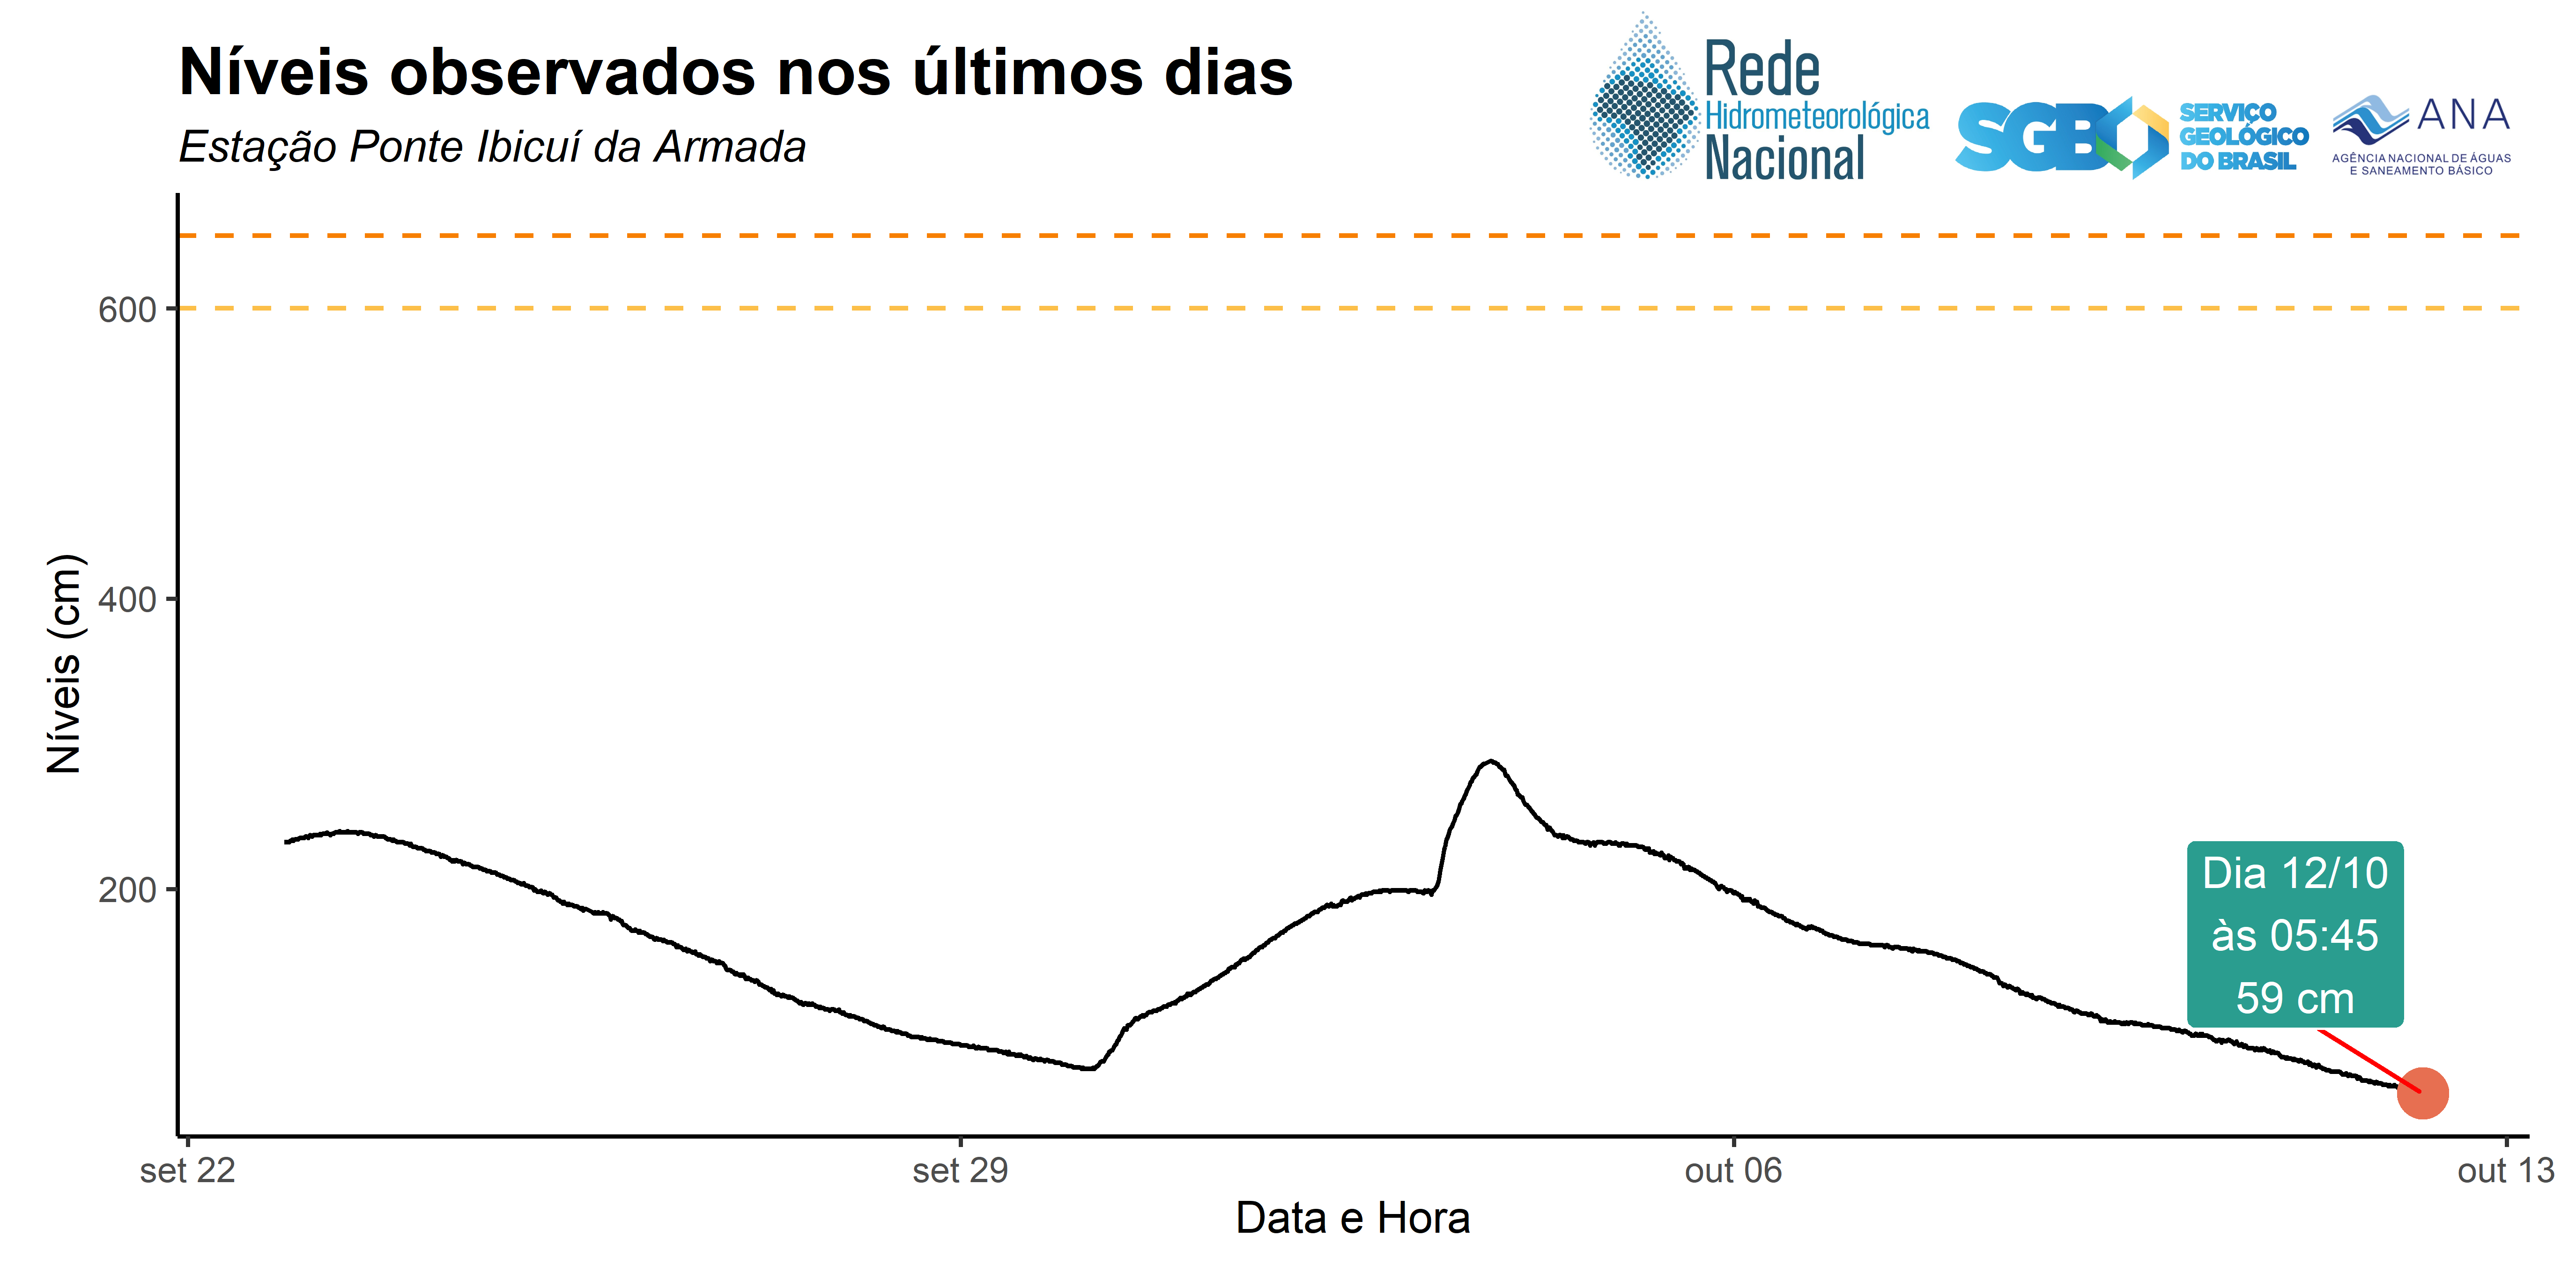 Níveis observados nos últimos dias
Estação Ponte Ibicuí da Armada
Rede
Hidrometeorológica
Nacional
SGB
SERVIÇO
GEOLÓGICO
DO BRASIL
ANA
AGÊNCIA NACIONAL DE ÁGUAS
E SANEAMENTO BÁSICO
Níveis (cm)
600
400
200
Dia 12/10
às 05:45
59 cm
set 22
set 29
out 06
out 13
Data e Hora